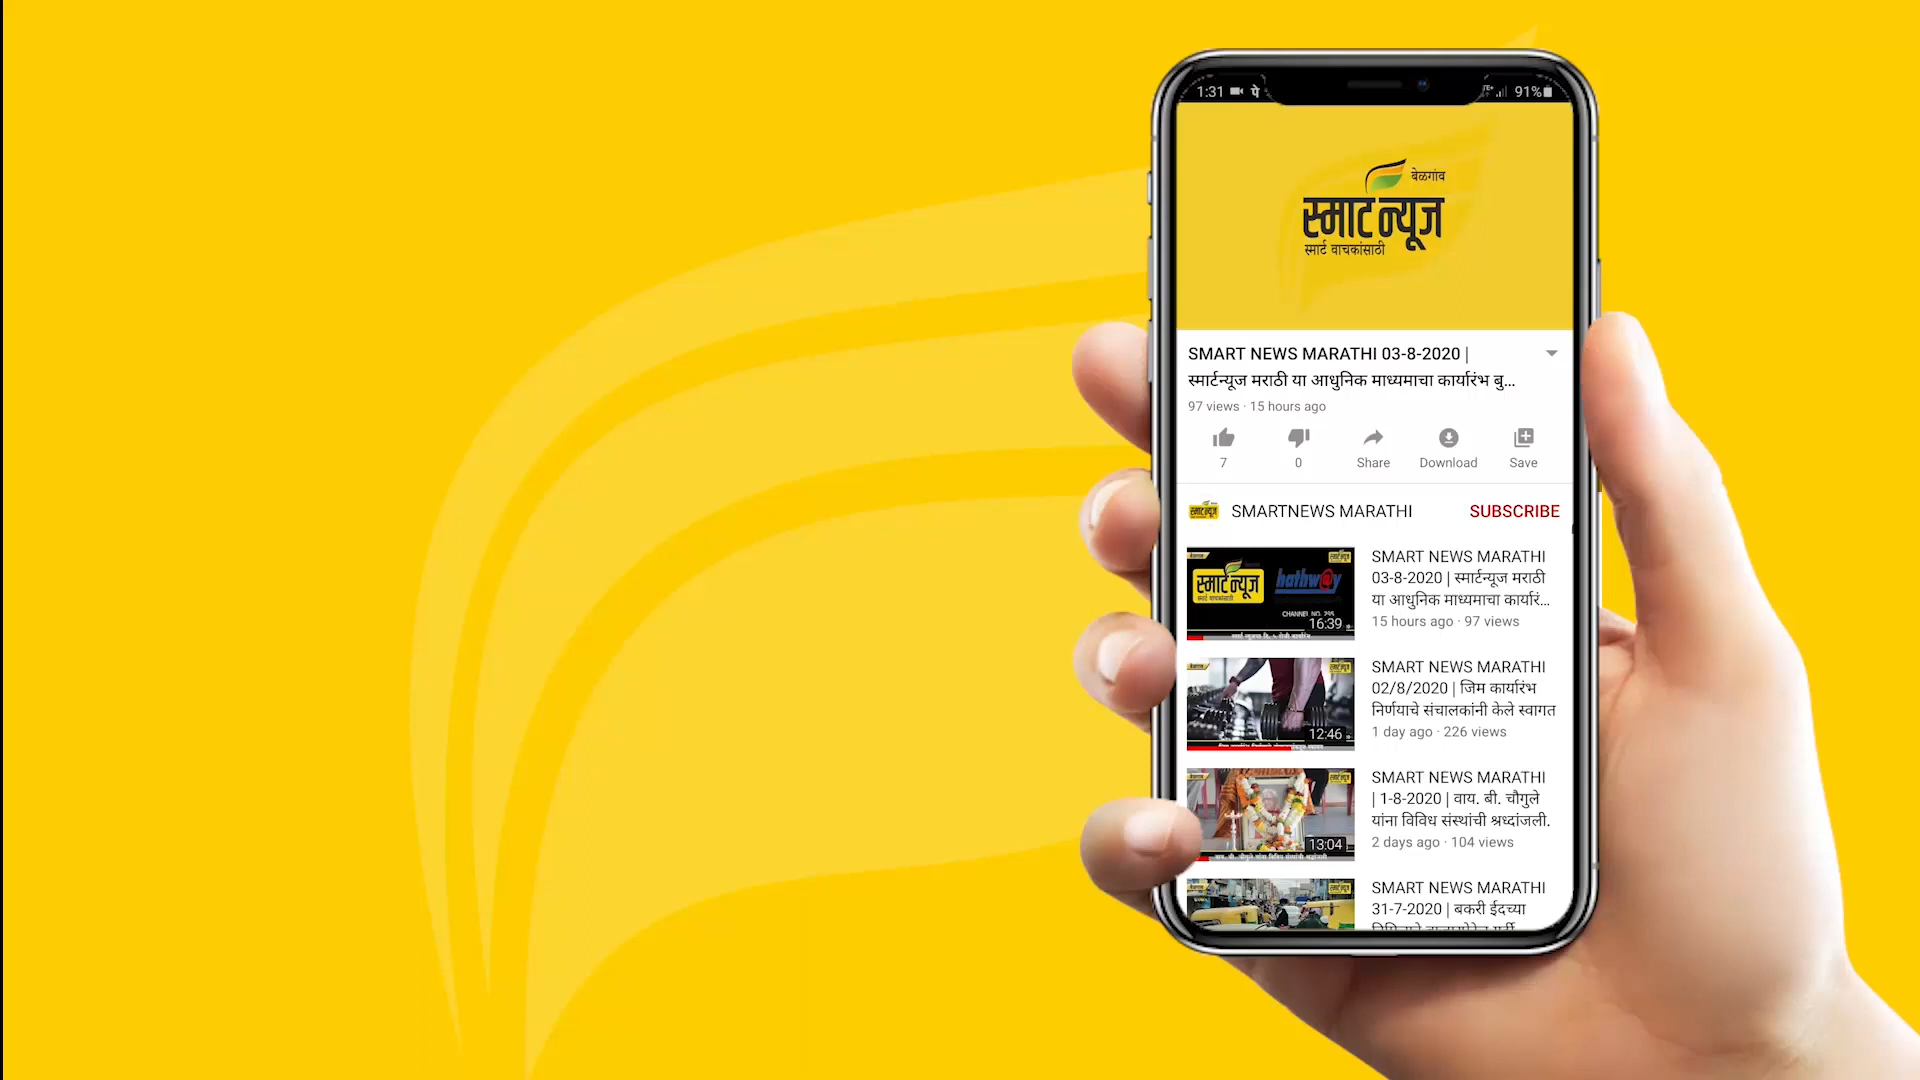 1:31 पे 91%
बेळगांव
स्मार्ट न्यूज
स्मार्ट वाचकांसाठी
SMART NEWS MARATHI 03-8-2020 |
स्मार्टन्यूज मराठी या आधुनिक माध्यमाचा कार्यारंभ बु...
97 views · 15 hours ago
7 0 Share Download Save
स्मार्ट न्यूज SMARTNEWS MARATHI SUBSCRIBE
स्मार्ट न्यूज hathway
स्मार्ट वाचकांसाठी
CHANNEL NO. 295
16:39
SMART NEWS MARATHI
03-8-2020 | स्मार्टन्यूज मराठी
या आधुनिक माध्यमाचा कार्यारं...
15 hours ago · 97 views
12:46
SMART NEWS MARATHI
02/8/2020 | जिम कार्यारंभ
निर्णयाचे संचालकांनी केले स्वागत
1 day ago · 226 views
13:04
SMART NEWS MARATHI
| 1-8-2020 | वाय. बी. चौगुले
यांना विविध संस्थांची श्रध्दांजली.
2 days ago · 104 views
SMART NEWS MARATHI
31-7-2020 | बकरी ईदच्या